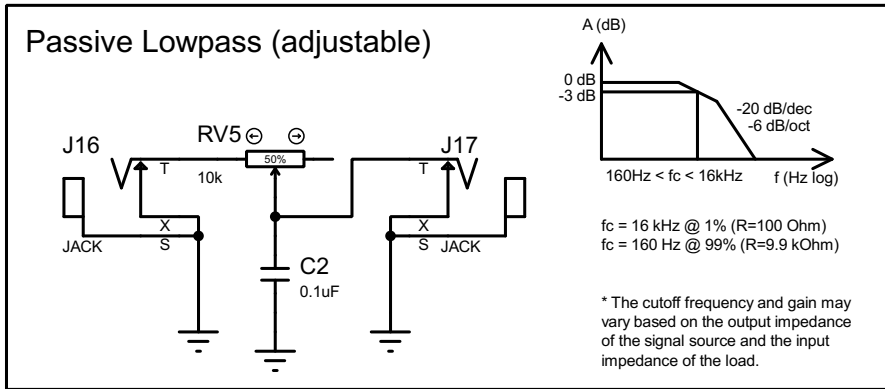 Passive Lowpass (adjustable)
J16
T
X
S
JACK
RV5
50%
10k
C2
0.1uF
J17
T
X
S
JACK
A (dB)
0 dB
-3 dB
-20 dB/dec
-6 dB/oct
160Hz < fc < 16kHz
f (Hz log)
fc = 16 kHz @ 1% (R=100 Ohm)
fc = 160 Hz @ 99% (R=9.9 kOhm)
* The cutoff frequency and gain may
vary based on the output impedance
of the signal source and the input
impedance of the load.